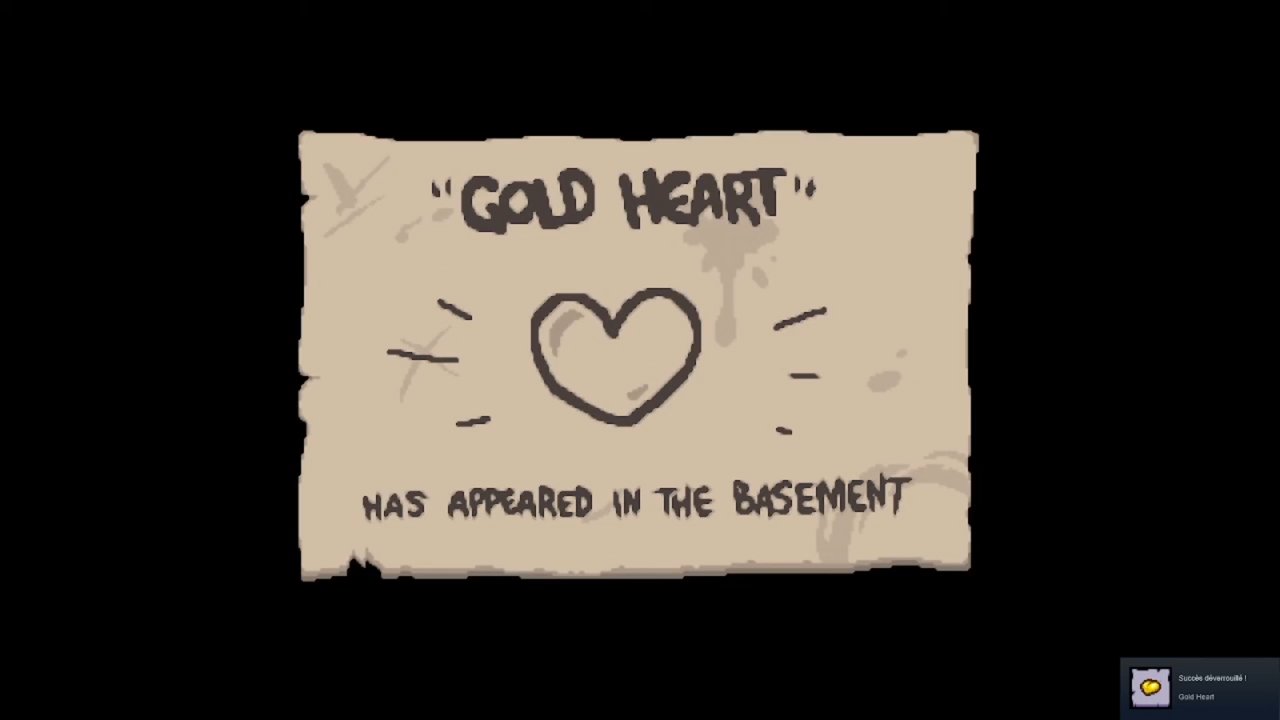 "GOLD HEART"
HAS APPEARED IN THE BASEMENT
Succès déverrouillé !
Gold Heart